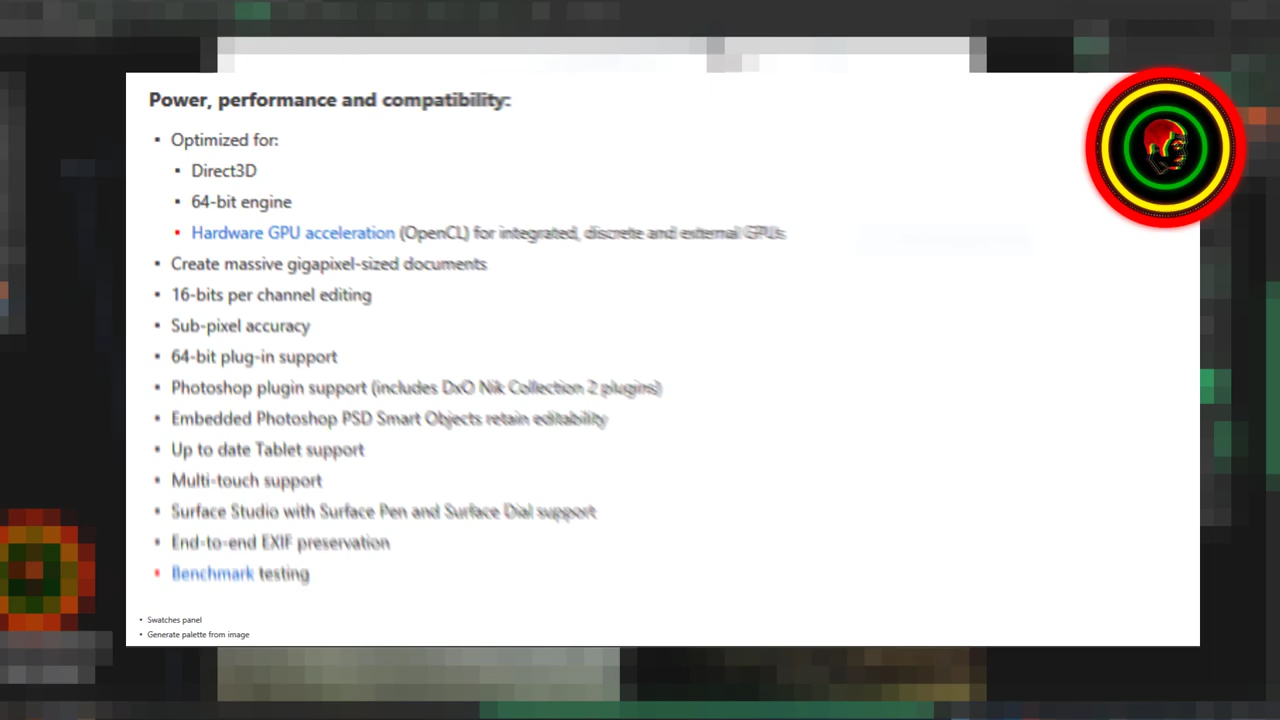 Power, performance and compatibility:
Optimized for:
Direct3D
64-bit engine
Hardware GPU acceleration (OpenCL) for integrated, discrete and external GPUs
Create massive gigapixel-sized documents
16-bits per channel editing
Sub-pixel accuracy
64-bit plug-in support
Photoshop plugin support (includes DxO Nik Collection 2 plugins)
Embedded Photoshop PSD Smart Objects retain editability
Up to date Tablet support
Multi-touch support
Surface Studio with Surface Pen and Surface Dial support
End-to-end EXIF preservation
Benchmark testing
Swatches panel
Generate palette from image